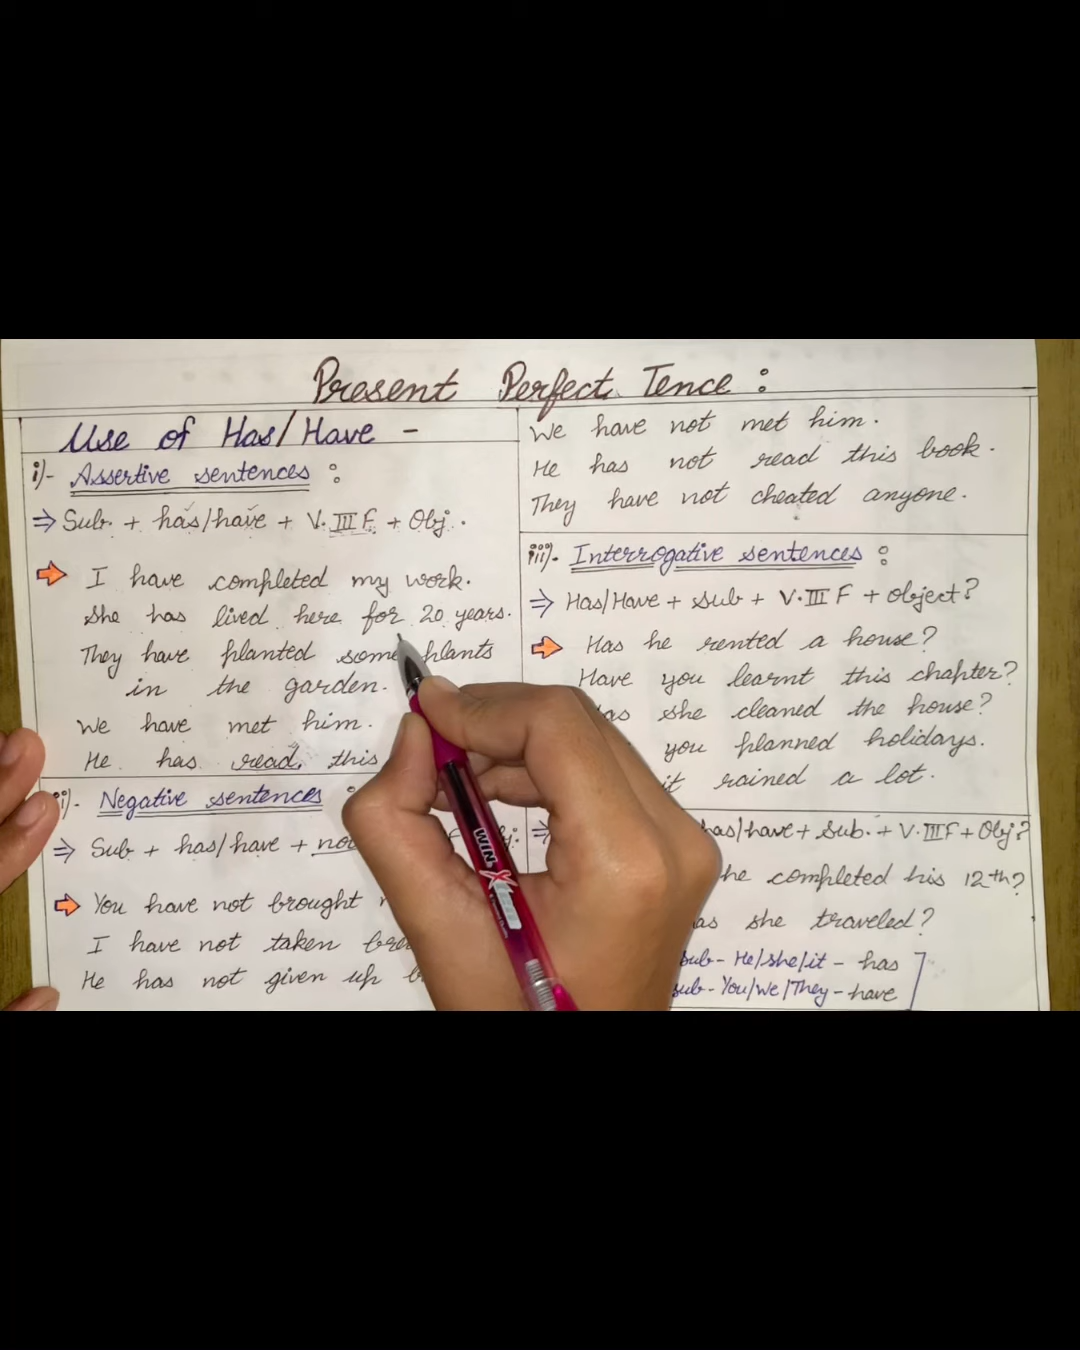 Present Perfect Tence :
Use of Has/Have -
i)- Assertive sentences :
⇒ Sub. + has/have + V. III F + Obj.
I have completed my work.
She has lived here for 20 years.
They have planted some plants
in the garden.
We have met him.
He has read this
ii)- Negative sentences :
⇒ Sub + has/have + not
You have not brought
I have not taken
He has not given up
We have not met him.
He has not read this book.
They have not cheated anyone.
iii)- Interrogative sentences :
⇒ Has/Have + sub + V. III F + Object?
Has he rented a house?
Have you learnt this chapter?
she cleaned the house?
you planned holidays.
it rained a lot.
⇒ has/have + sub. + V. III F + Obj?
he completed his 12th?
she traveled?
sub - He/she/it - has
sub - You/we/They - have
WIN